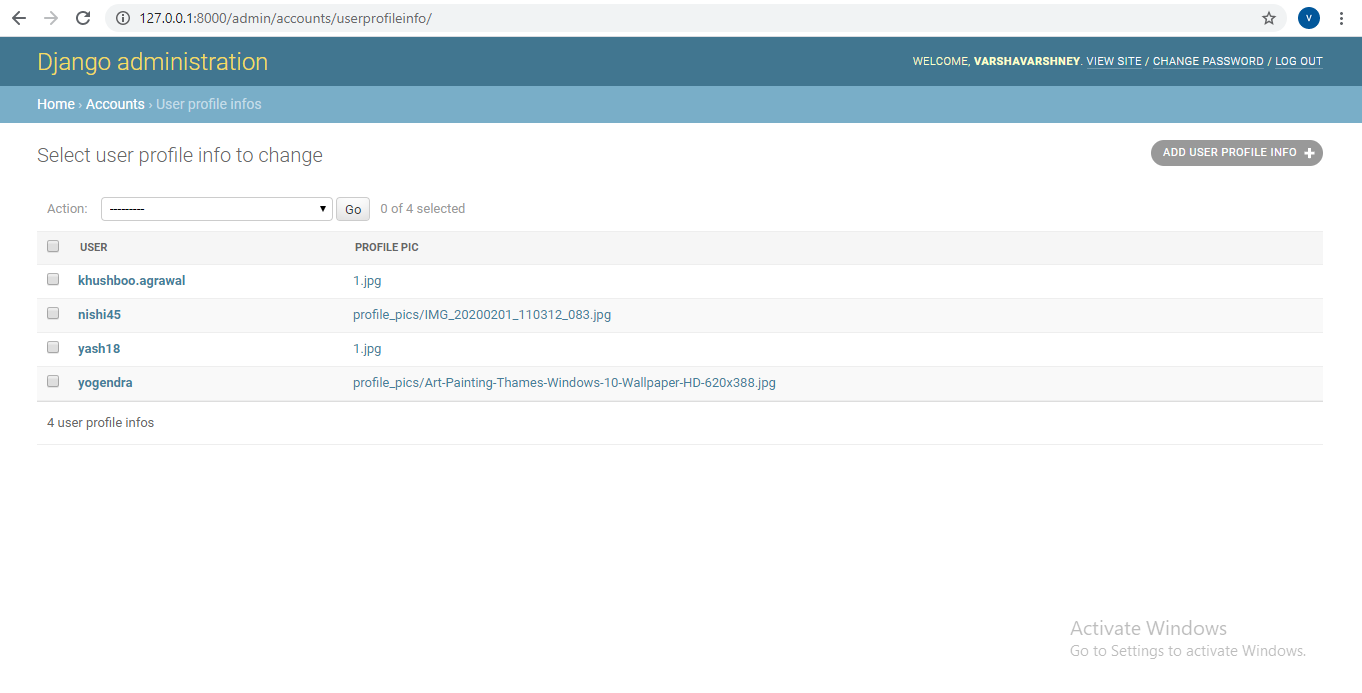 127.0.0.1:8000/admin/accounts/userprofileinfo/
V
Django administration
WELCOME, VARSHAVARSHNEY. VIEW SITE / CHANGE PASSWORD / LOG OUT
Home › Accounts › User profile infos
Select user profile info to change
ADD USER PROFILE INFO +
Action: --------- Go 0 of 4 selected
USER PROFILE PIC
khushboo.agrawal 1.jpg
nishi45 profile_pics/IMG_20200201_110312_083.jpg
yash18 1.jpg
yogendra profile_pics/Art-Painting-Thames-Windows-10-Wallpaper-HD-620x388.jpg
4 user profile infos
Activate Windows
Go to Settings to activate Windows.